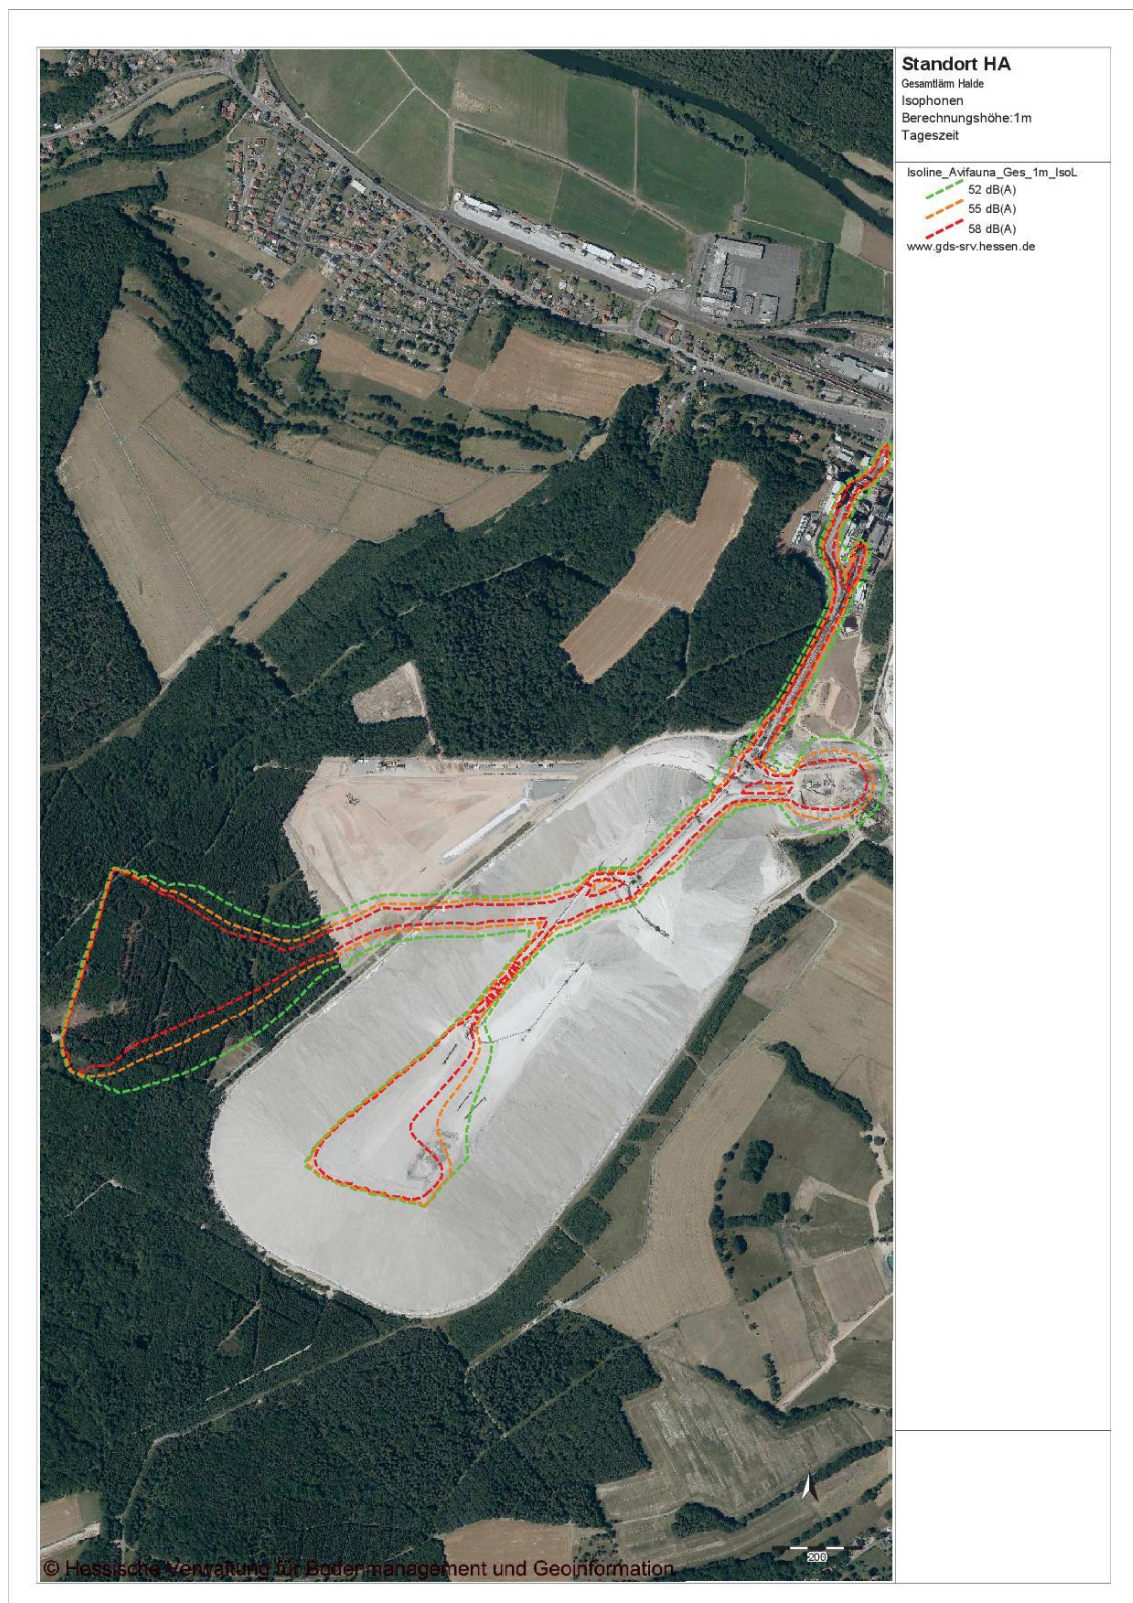 Standort HA
Gesamtlärm Halde
Isophonen
Berechnungshöhe:1m
Tageszeit
Isoline_Avifauna_Ges_1m_IsoL
52 dB(A)
55 dB(A)
58 dB(A)
www.gds-srv.hessen.de
200
© Hessische Verwaltung für Bodenmanagement und Geoinformation